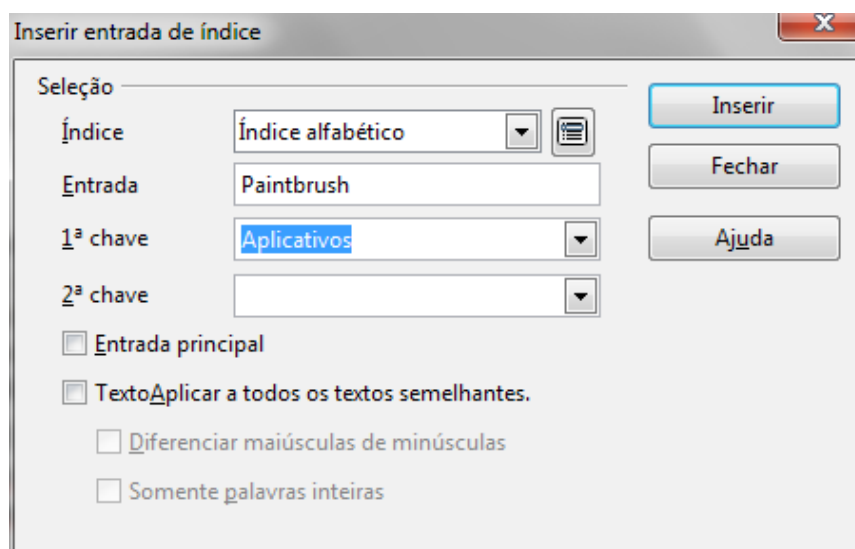 Inserir entrada de índice
x
Seleção
Índice Índice alfabético
Entrada Paintbrush
1ª chave Aplicativos
2ª chave
Entrada principal
TextoAplicar a todos os textos semelhantes.
Diferenciar maiúsculas de minúsculas
Somente palavras inteiras
Inserir
Fechar
Ajuda